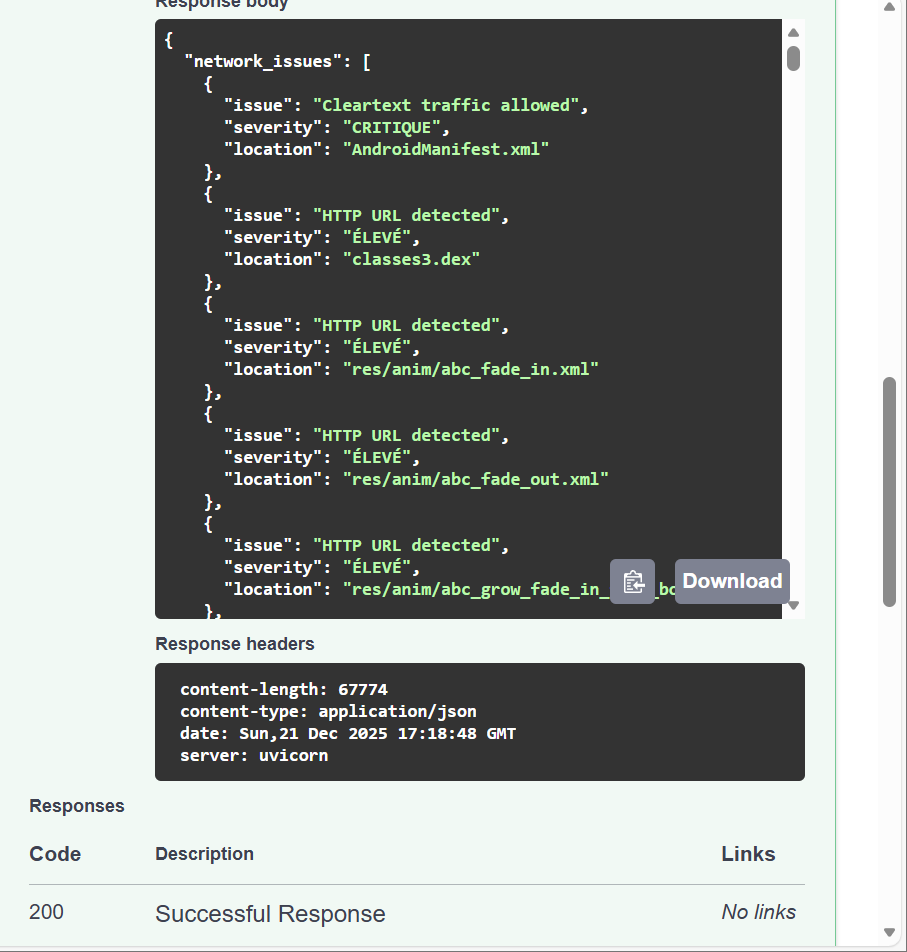 Response body
{
"network_issues": [
{
"issue": "Cleartext traffic allowed",
"severity": "CRITIQUE",
"location": "AndroidManifest.xml"
},
{
"issue": "HTTP URL detected",
"severity": "ÉLEVÉ",
"location": "classes3.dex"
},
{
"issue": "HTTP URL detected",
"severity": "ÉLEVÉ",
"location": "res/anim/abc_fade_in.xml"
},
{
"issue": "HTTP URL detected",
"severity": "ÉLEVÉ",
"location": "res/anim/abc_fade_out.xml"
},
{
"issue": "HTTP URL detected",
"severity": "ÉLEVÉ",
"location": "res/anim/abc_grow_fade_in_
},
Download
Response headers
content-length: 67774
content-type: application/json
date: Sun,21 Dec 2025 17:18:48 GMT
server: uvicorn
Responses
Code Description Links
200 Successful Response No links